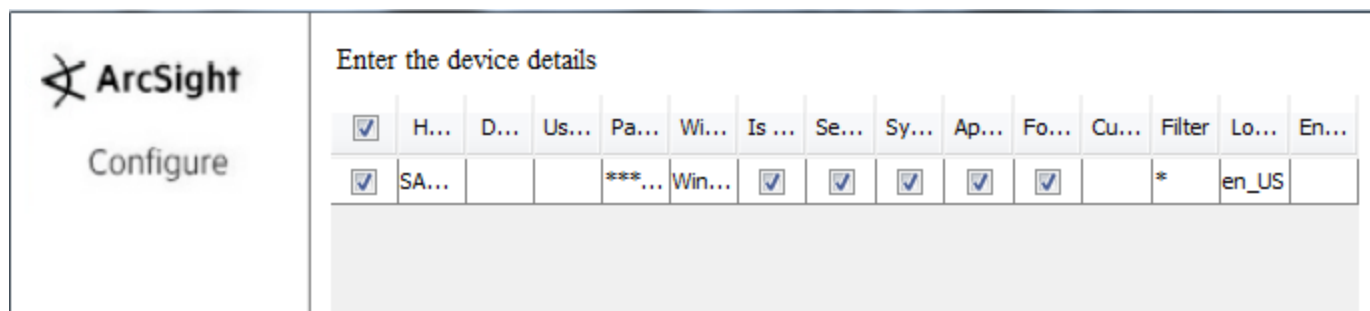 ArcSight
Configure
Enter the device details
H... D... Us... Pa... Wi... Is ... Se... Sy... Ap... Fo... Cu... Filter Lo... En...
SA... ***... Win... * en_US